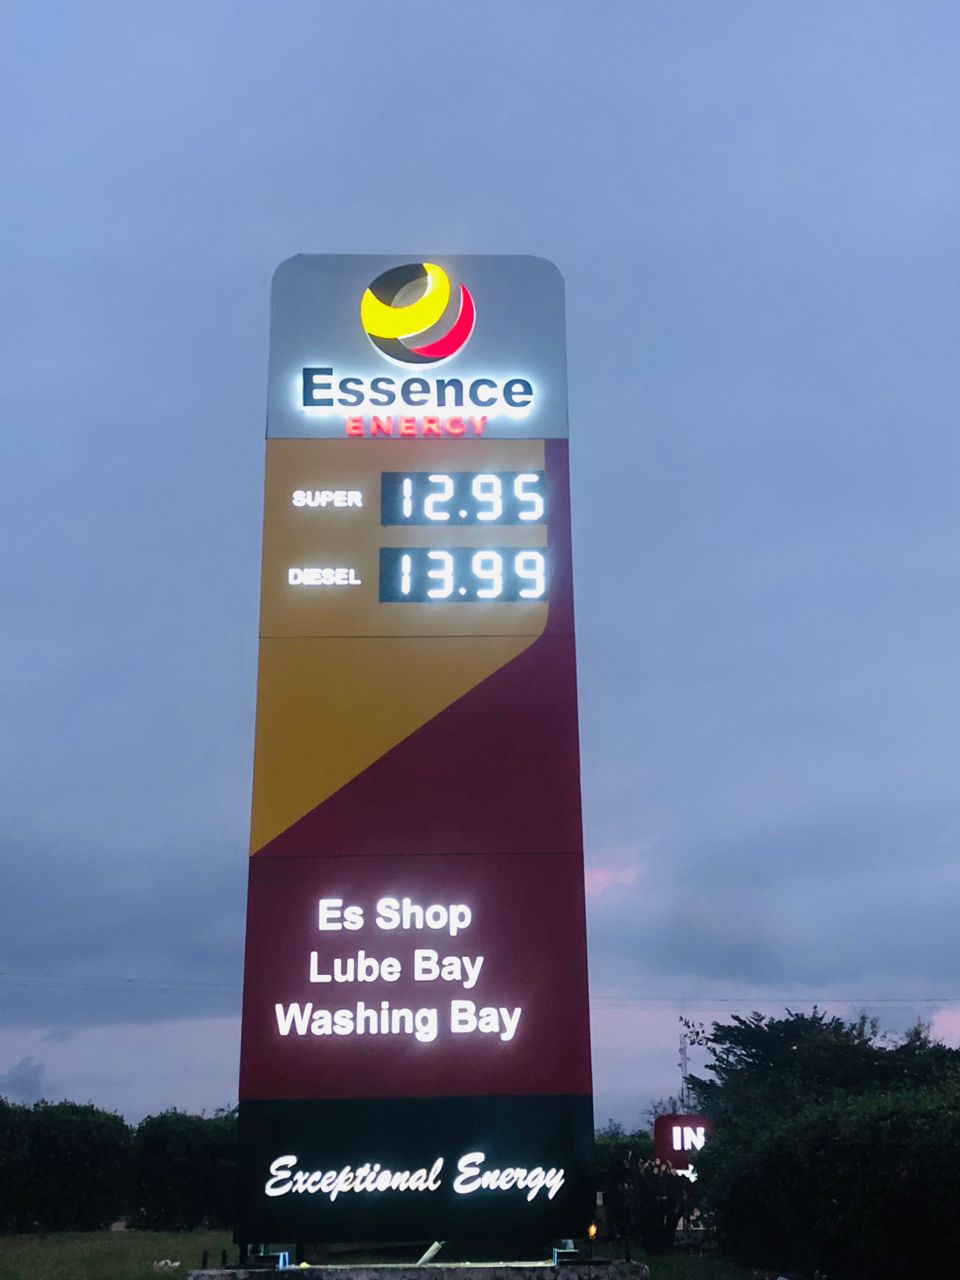 Essence
ENERGY
SUPER 12.95
DIESEL 13.99
Es Shop
Lube Bay
Washing Bay
IN
Exceptional Energy